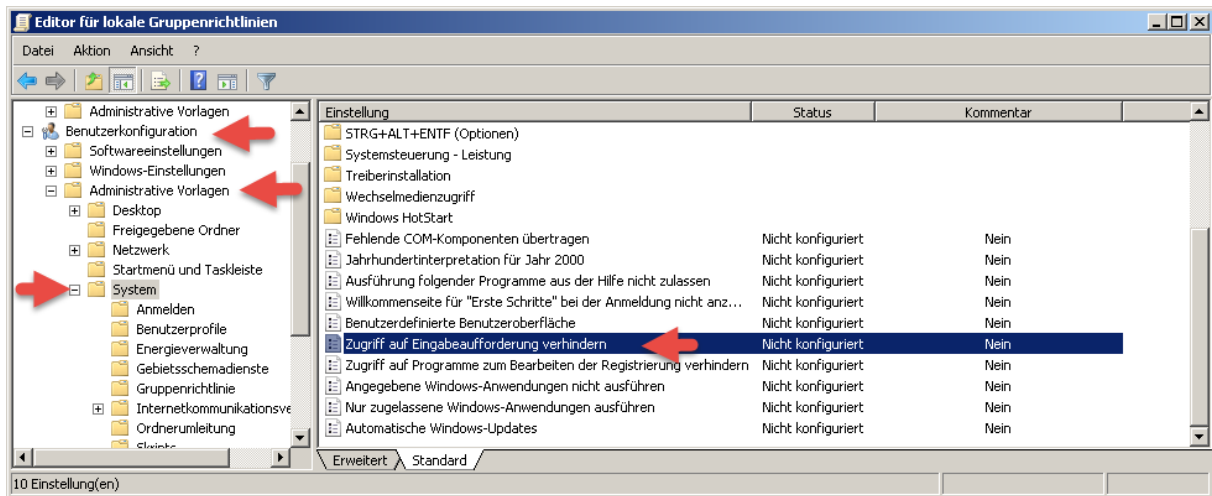 Editor für lokale Gruppenrichtlinien
Datei Aktion Ansicht ?
Administrative Vorlagen
Benutzerkonfiguration
Softwareeinstellungen
Windows-Einstellungen
Administrative Vorlagen
Desktop
Freigegebene Ordner
Netzwerk
Startmenü und Taskleiste
System
Anmelden
Benutzerprofile
Energieverwaltung
Gebietsschemadienste
Gruppenrichtlinie
Internetkommunikationsve
Ordnerumleitung
Skripts
Einstellung Status Kommentar
STRG+ALT+ENTF (Optionen)
Systemsteuerung - Leistung
Treiberinstallation
Wechselmedienzugriff
Windows HotStart
Fehlende COM-Komponenten übertragen Nicht konfiguriert Nein
Jahrhundertinterpretation für Jahr 2000 Nicht konfiguriert Nein
Ausführung folgender Programme aus der Hilfe nicht zulassen Nicht konfiguriert Nein
Willkommenseite für "Erste Schritte" bei der Anmeldung nicht anz... Nicht konfiguriert Nein
Benutzerdefinierte Benutzeroberfläche Nicht konfiguriert Nein
Zugriff auf Eingabeaufforderung verhindern Nicht konfiguriert Nein
Zugriff auf Programme zum Bearbeiten der Registrierung verhindern Nicht konfiguriert Nein
Angegebene Windows-Anwendungen nicht ausführen Nicht konfiguriert Nein
Nur zugelassene Windows-Anwendungen ausführen Nicht konfiguriert Nein
Automatische Windows-Updates Nicht konfiguriert Nein
Erweitert Standard
10 Einstellung(en)